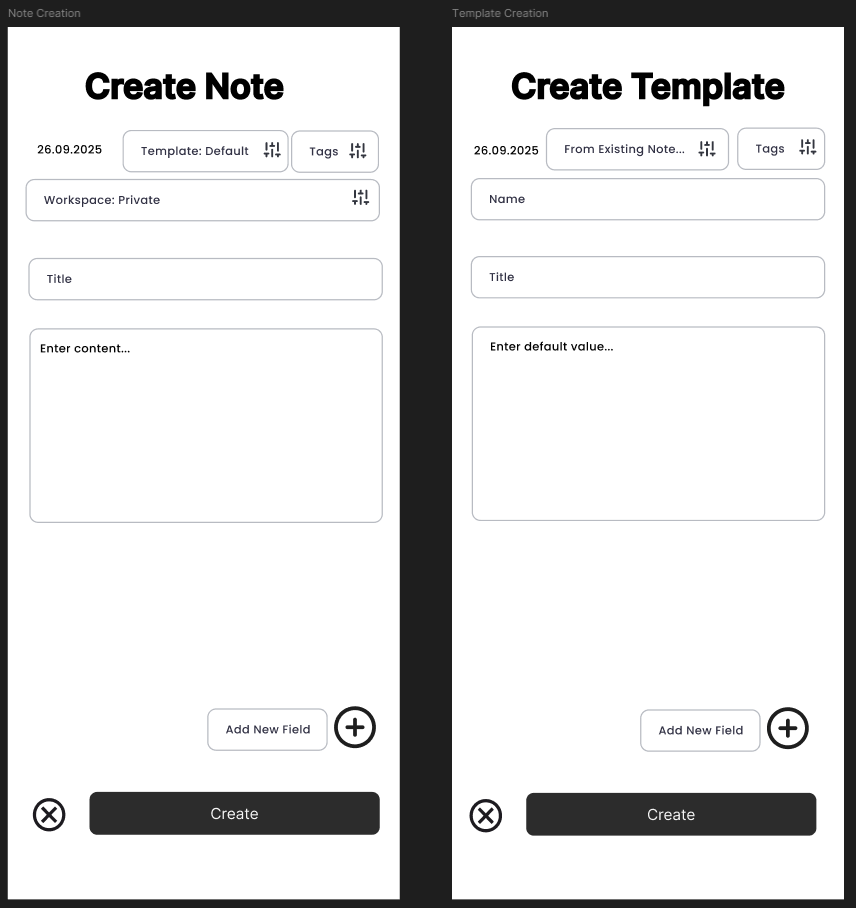 Note Creation
Create Note
26.09.2025
Template: Default
Tags
Workspace: Private
Title
Enter content...
Add New Field
Create
Template Creation
Create Template
26.09.2025
From Existing Note...
Tags
Name
Title
Enter default value...
Add New Field
Create